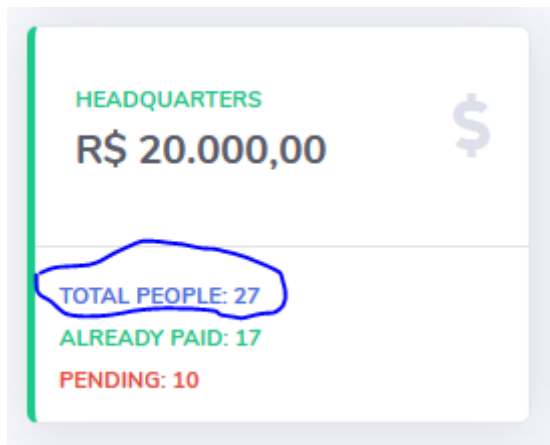 HEADQUARTERS
R$ 20.000,00
$
TOTAL PEOPLE: 27
ALREADY PAID: 17
PENDING: 10